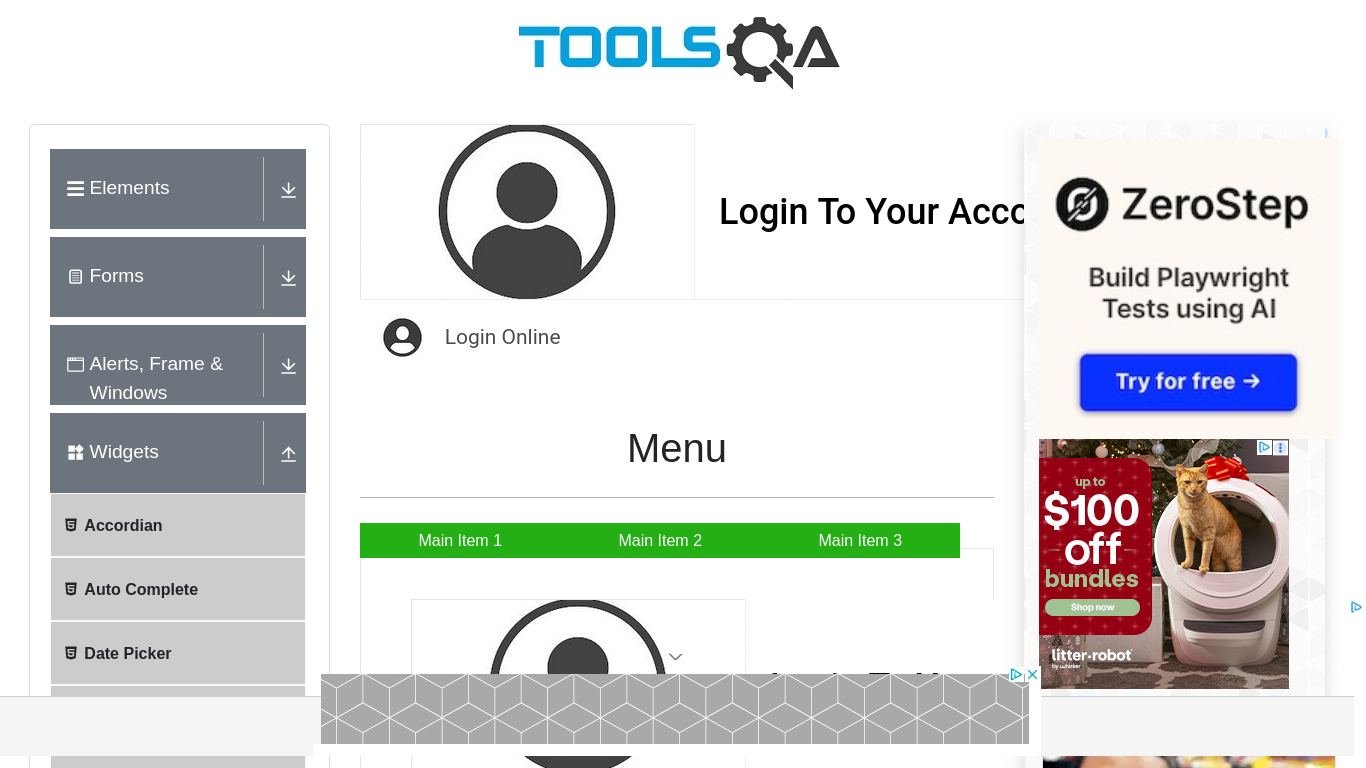 TOOLSQA
Elements
Forms
Alerts, Frame &
Windows
Widgets
Accordian
Auto Complete
Date Picker
Login To Your Acco
Login Online
Menu
Main Item 1
Main Item 2
Main Item 3
ZeroStep
Build Playwright
Tests using AI
Try for free →
up to
$100
off
bundles
Shop now
litter-robot
by whisker